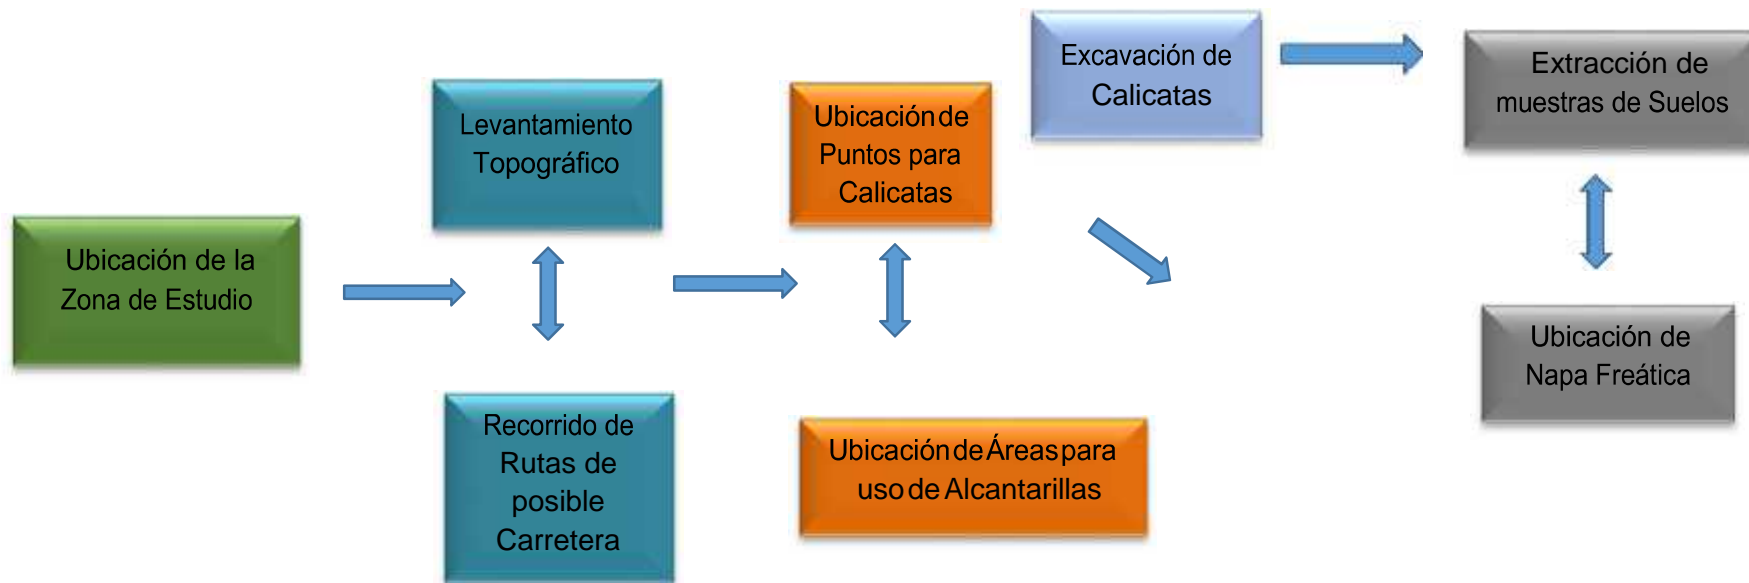 Ubicación de la
Zona de Estudio
Levantamiento
Topográfico
Recorrido de
Rutas de
posible
Carretera
Ubicación de
Puntos para
Calicatas
Ubicación de Áreas para
uso de Alcantarillas
Excavación de
Calicatas
Extracción de
muestras de Suelos
Ubicación de
Napa Freática